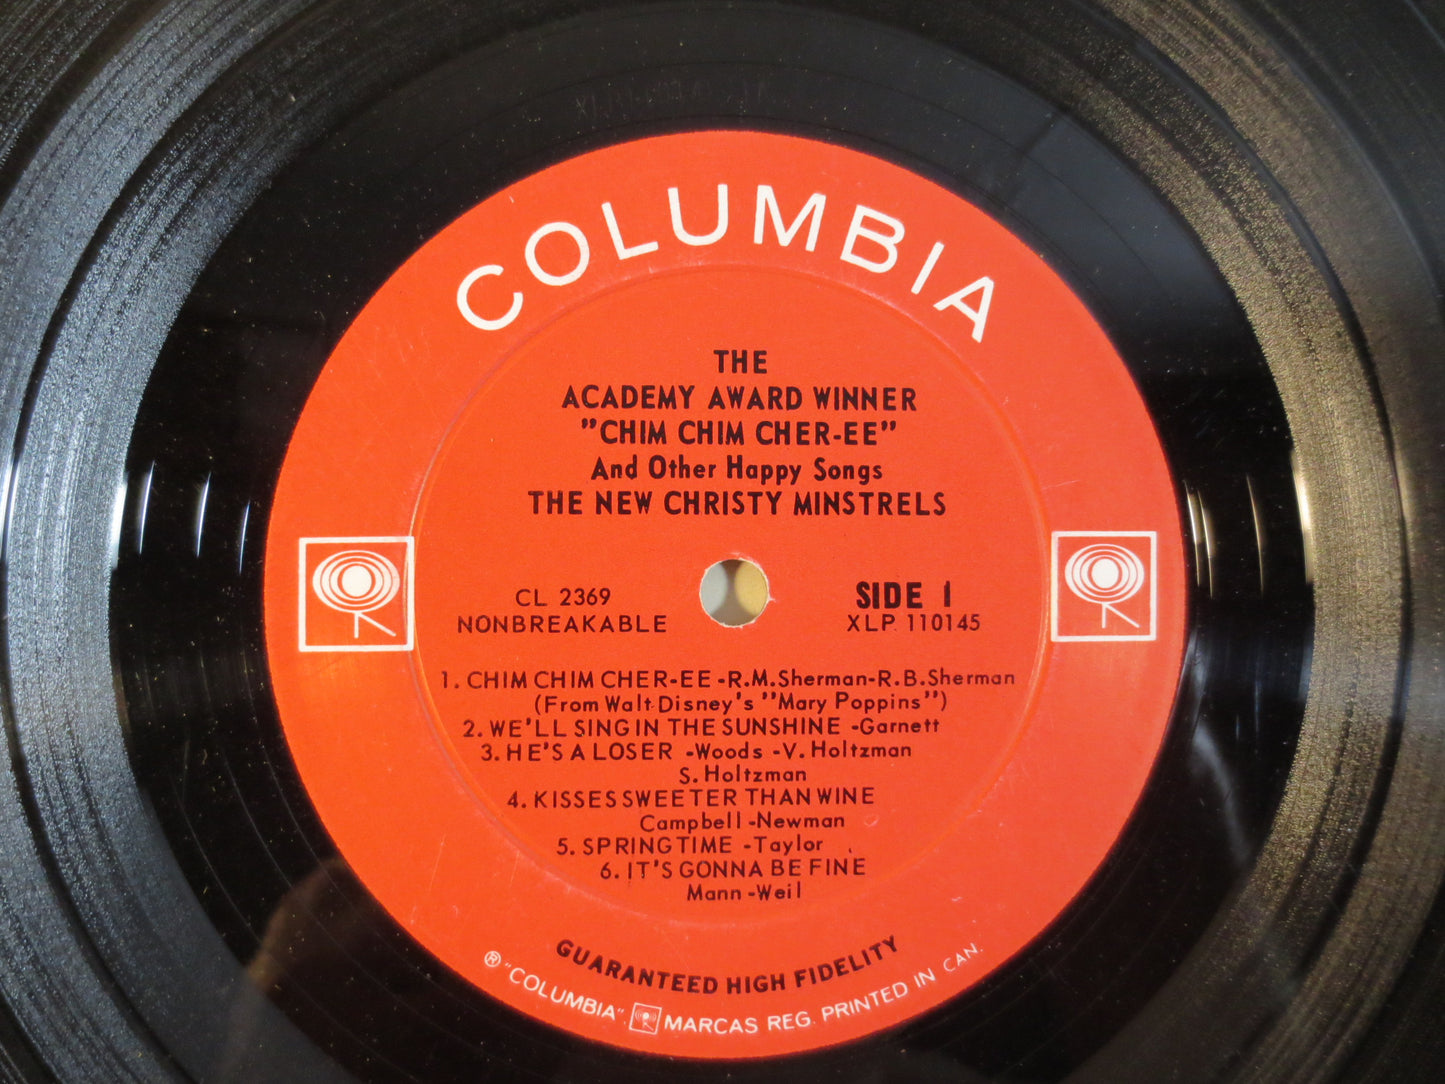 COLUMBIA
THE
ACADEMY AWARD WINNER
"CHIM CHIM CHER-EE"
And Other Happy Songs
THE NEW CHRISTY MINSTRELS
CL 2369
NONBREAKABLE
SIDE 1
XLP 110145
1. CHIM CHIM CHER-EE -R.M.Sherman-R.B.Sherman
(From Walt Disney's "Mary Poppins")
2. WE'LL SING IN THE SUNSHINE -Garnett
3. HE'S A LOSER -Woods -V. Holtzman
S. Holtzman
4. KISSES SWEETER THAN WINE
Campbell -Newman
5. SPRINGTIME -Taylor
6. IT'S GONNA BE FINE
Mann -Weil
GUARANTEED HIGH FIDELITY
® "COLUMBIA", MARCAS REG. PRINTED IN CAN.